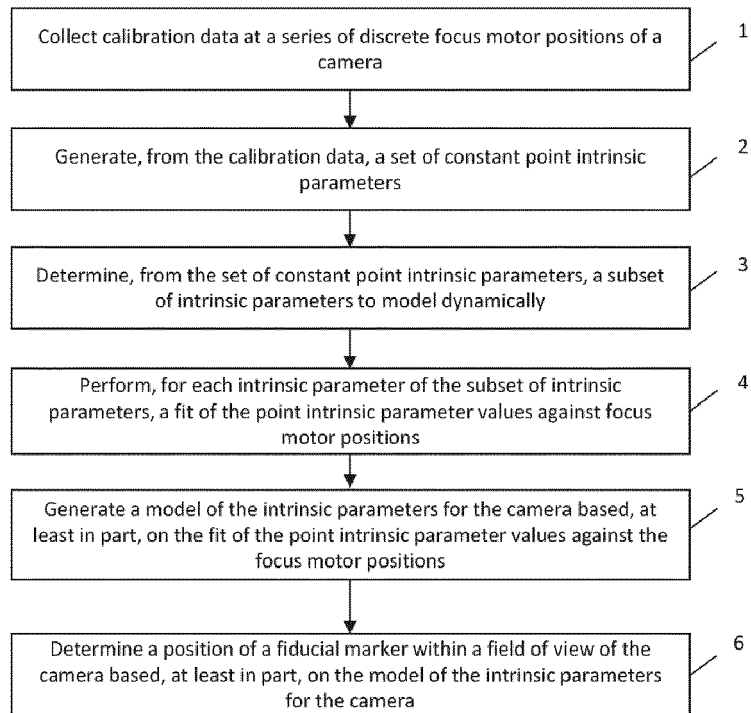 Collect calibration data at a series of discrete focus motor positions of a
camera
1
Generate, from the calibration data, a set of constant point intrinsic
parameters
2
Determine, from the set of constant point intrinsic parameters, a subset
of intrinsic parameters to model dynamically
3
Perform, for each intrinsic parameter of the subset of intrinsic
parameters, a fit of the point intrinsic parameter values against focus
motor positions
4
Generate a model of the intrinsic parameters for the camera based, at
least in part, on the fit of the point intrinsic parameter values against the
focus motor positions
5
Determine a position of a fiducial marker within a field of view of the
camera based, at least in part, on the model of the intrinsic parameters
for the camera
6